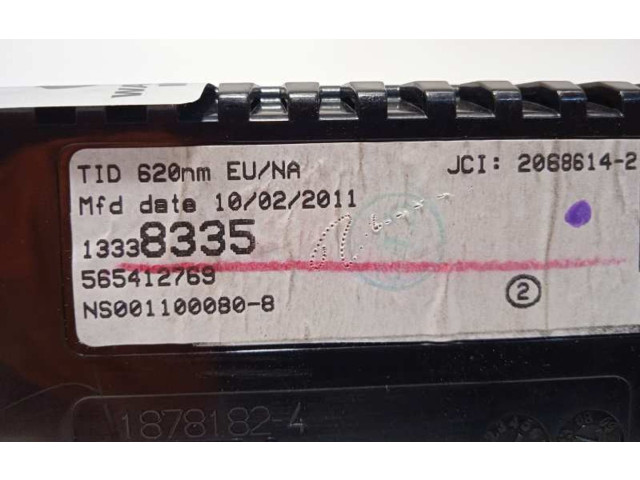 WA
TID 620nm EU/NA JCI: 2068614-2
Mfd date 10/02/2011
13338335
565412769
NS001100080-8
2
1878182-4